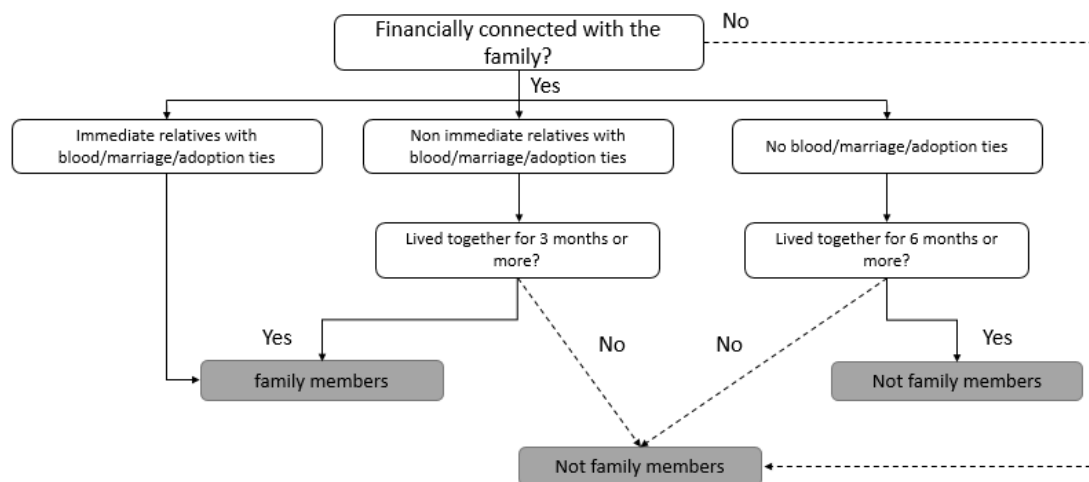 Financially connected with the
family?
No
Yes
Immediate relatives with
blood/marriage/adoption ties
Non immediate relatives with
blood/marriage/adoption ties
No blood/marriage/adoption ties
Lived together for 3 months or
more?
Lived together for 6 months or
more?
Yes
No
No
Yes
family members
Not family members
Not family members